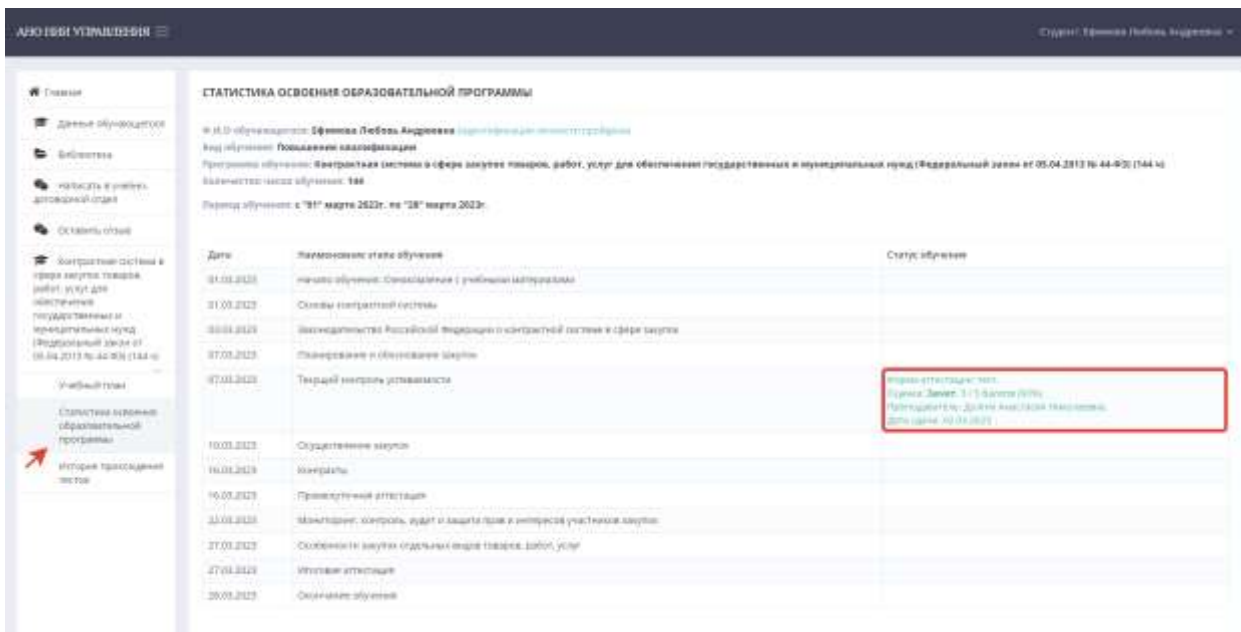 АНО НИИ УПРАВЛЕНИЯ
Студент: Ефимова Любовь Андреевна
Главная
Данные обучающегося
Библиотека
Написать в учебно-договорной отдел
Оставить отзыв
Контрактная система в
сфере закупок товаров,
работ, услуг для
обеспечения
государственных и
муниципальных нужд
(Федеральный закон от
05.04.2013 № 44-ФЗ) (144 ч)
Учебный план
Статистика освоения
образовательной
программы
История прохождения
тестов
СТАТИСТИКА ОСВОЕНИЯ ОБРАЗОВАТЕЛЬНОЙ ПРОГРАММЫ
Ф.И.О обучающегося: Ефимова Любовь Андреевна
Вид обучения: Повышение квалификации
Программа обучения: Контрактная система в сфере закупок товаров, работ, услуг для обеспечения государственных и муниципальных нужд (Федеральный закон от 05.04.2013 № 44-ФЗ) (144 ч)
Количество часов обучения: 144
Период обучения: с "01" марта 2023г. по "28" марта 2023г.
Дата Наименование этапа обучения Статус обучения
01.03.2023 Начало обучения: Ознакомление с учебными материалами
01.03.2023 Основы контрактной системы
03.03.2023 Законодательство Российской Федерации о контрактной системе в сфере закупок
07.03.2023 Планирование и обоснование закупок
07.03.2023 Текущий контроль успеваемости
Форма аттестации: тест
Оценка: Зачет.
Преподаватель: Анастасия Николаевна
Дата сдачи: 10.03.2023
10.03.2023 Осуществление закупок
16.03.2023 Контракты
16.03.2023 Промежуточная аттестация
22.03.2023 Мониторинг, контроль, аудит и защита прав и интересов участников закупок
27.03.2023 Особенности закупок отдельных видов товаров, работ, услуг
27.03.2023 Итоговая аттестация
28.03.2023 Окончание обучения